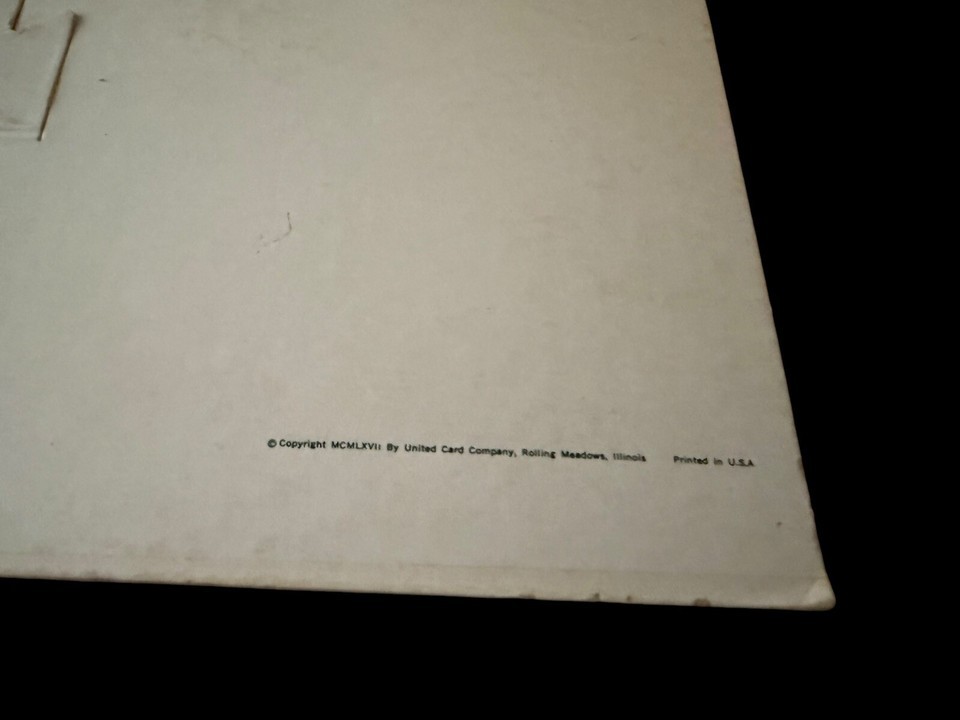 © Copyright MCMLXVII By United Card Company, Rolling Meadows, Illinois Printed in U.S.A